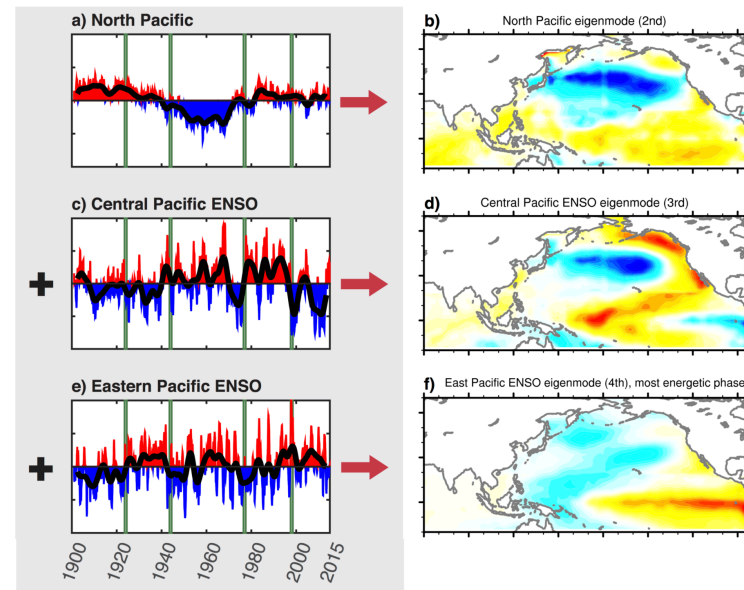 a) North Pacific
b) North Pacific eigenmode (2nd)
c) Central Pacific ENSO
d) Central Pacific ENSO eigenmode (3rd)
+
e) Eastern Pacific ENSO
f) East Pacific ENSO eigenmode (4th), most energetic phase
+
1900 1920 1940 1960 1980 2000 2015